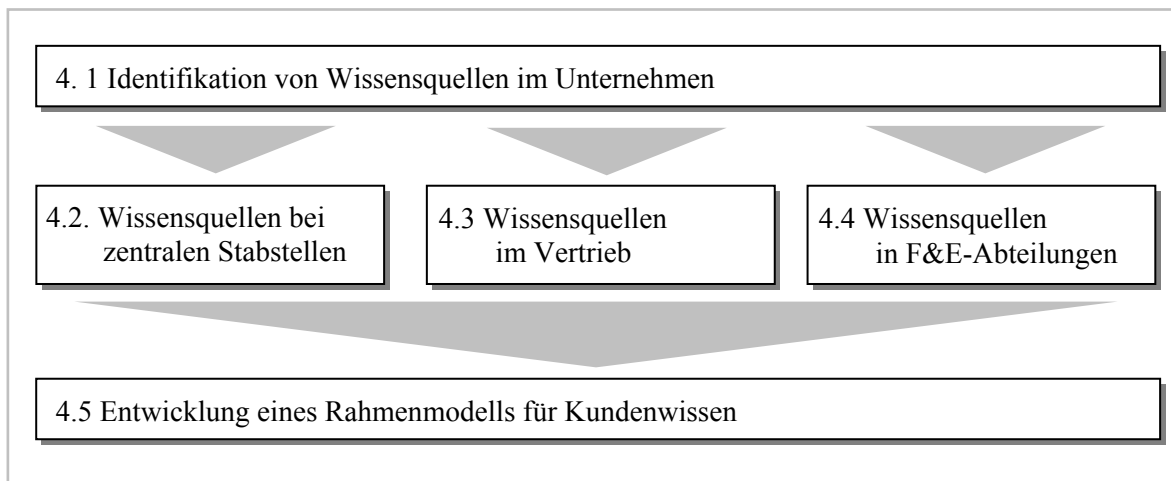 4. 1 Identifikation von Wissensquellen im Unternehmen
4.2. Wissensquellen bei
zentralen Stabstellen
4.3 Wissensquellen
im Vertrieb
4.4 Wissensquellen
in F&E-Abteilungen
4.5 Entwicklung eines Rahmenmodells für Kundenwissen